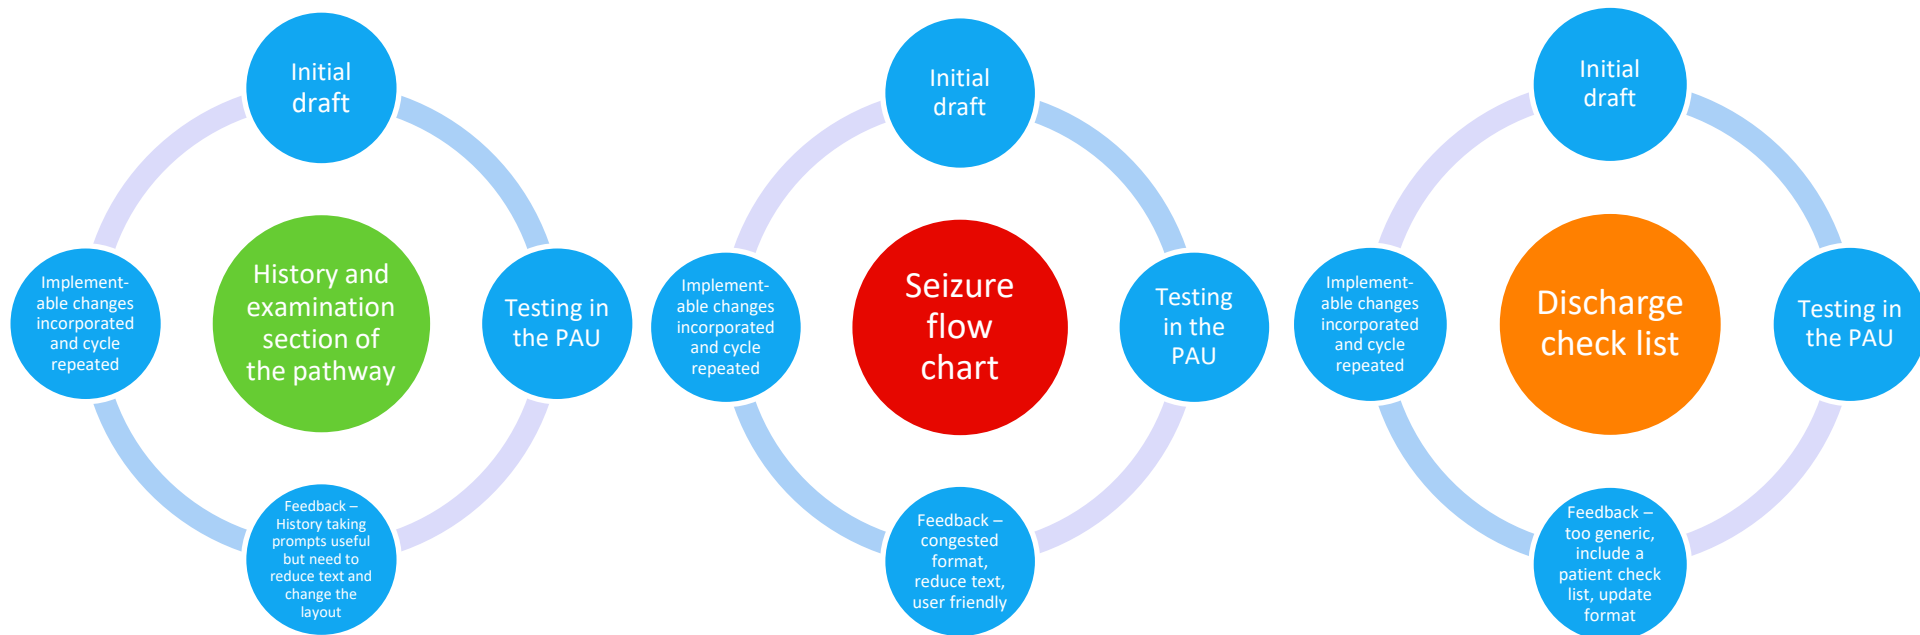 Initial
draft
History and
examination
section of
the pathway
Testing in
the PAU
Feedback –
History taking
prompts useful
but need to
reduce text and
change the
layout
Implement-
able changes
incorporated
and cycle
repeated
Initial
draft
Seizure
flow
chart
Testing
in the
PAU
Feedback –
congested
format,
reduce text,
user friendly
Implement-
able changes
incorporated
and cycle
repeated
Initial
draft
Discharge
check list
Testing in
the PAU
Feedback –
too generic,
include a
patient check
list, update
format
Implement-
able changes
incorporated
and cycle
repeated